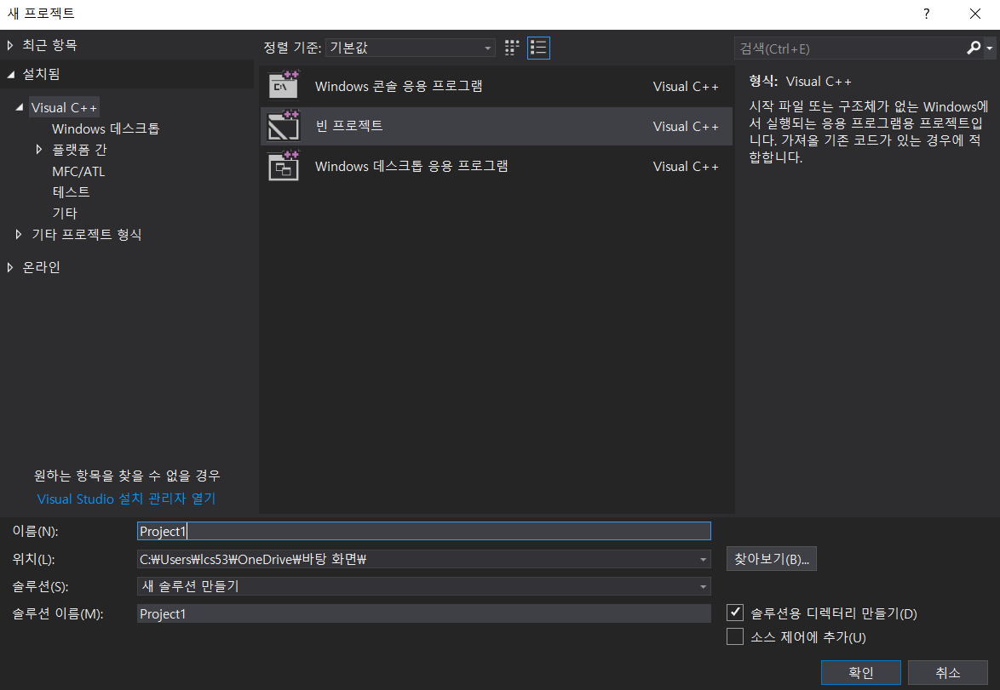 새 프로젝트
?
최근 항목
설치됨
Visual C++
Windows 데스크톱
플랫폼 간
MFC/ATL
테스트
기타
기타 프로젝트 형식
온라인
원하는 항목을 찾을 수 없을 경우
Visual Studio 설치 관리자 열기
정렬 기준: 기본값
Windows 콘솔 응용 프로그램 Visual C++
빈 프로젝트 Visual C++
Windows 데스크톱 응용 프로그램 Visual C++
검색(Ctrl+E)
형식: Visual C++
시작 파일 또는 구조체가 없는 Windows에
서 실행되는 응용 프로그램용 프로젝트입
니다. 가져올 기존 코드가 있는 경우에 적
합합니다.
이름(N): Project1
위치(L): C:₩Users₩lcs53₩OneDrive₩바탕 화면₩ 찾아보기(B)...
솔루션(S): 새 솔루션 만들기
솔루션 이름(M): Project1
솔루션용 디렉터리 만들기(D)
소스 제어에 추가(U)
확인 취소